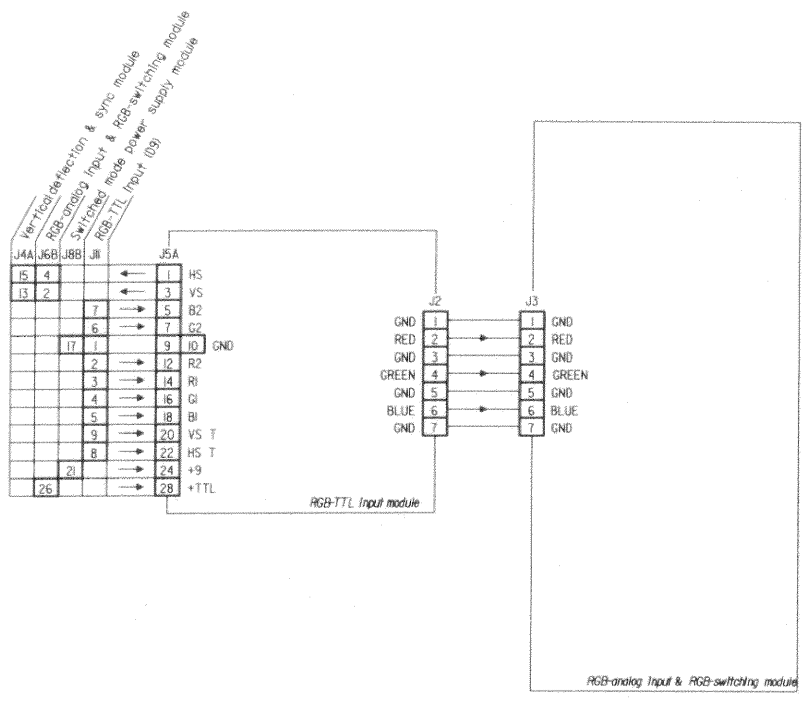 Vertical deflection & sync module
RGB-analog Input & RGB-switching module
Switched mode power supply module
RGB-TTL Input (D9)
J4A J6B J8B J11 J5A
15 4 1 HS
13 2 3 VS
7 5 B2
6 7 G2
17 1 9 10 GND
2 12 R2
3 14 R1
4 16 G1
5 18 B1
9 20 VS T
8 22 HS T
21 24 +9
26 28 +TTL
RGB-TTL Input module
J2 J3
GND 1 1 GND
RED 2 2 RED
GND 3 3 GND
GREEN 4 4 GREEN
GND 5 5 GND
BLUE 6 6 BLUE
GND 7 7 GND
RGB-analog Input & RGB-switching module